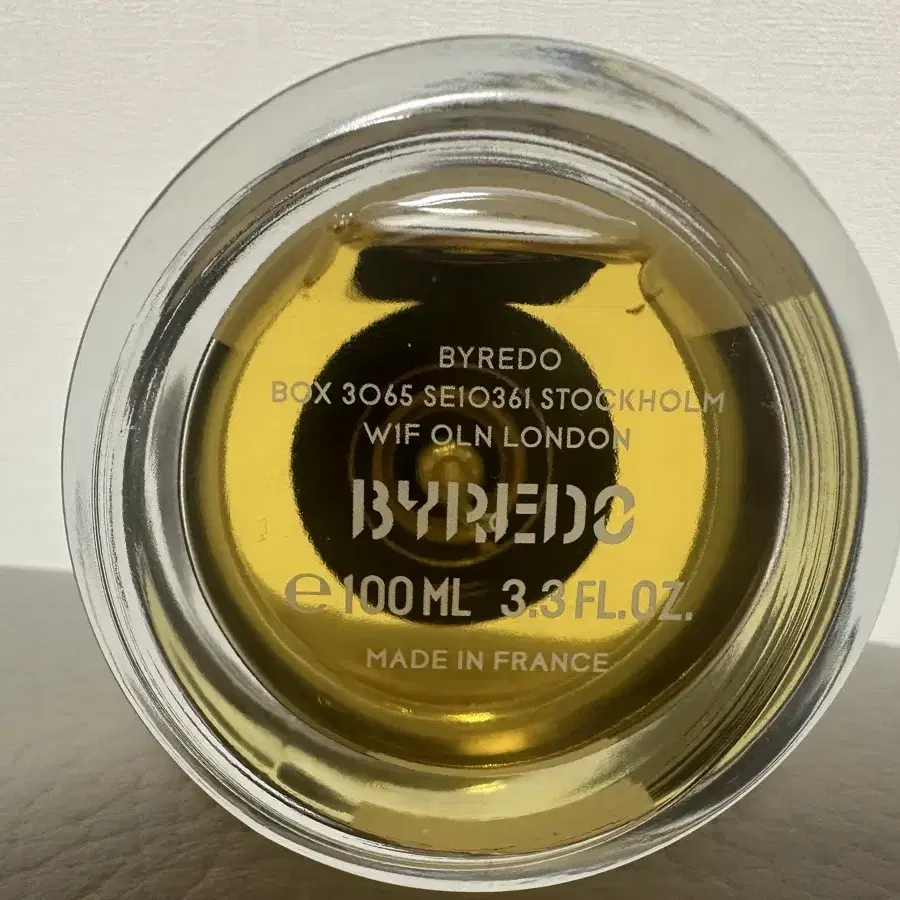 BYREDO
BOX 3065 SE10361 STOCKHOLM
W1F OLN LONDON
BYREDO
e 100 ML 3.3 FL.OZ.
MADE IN FRANCE